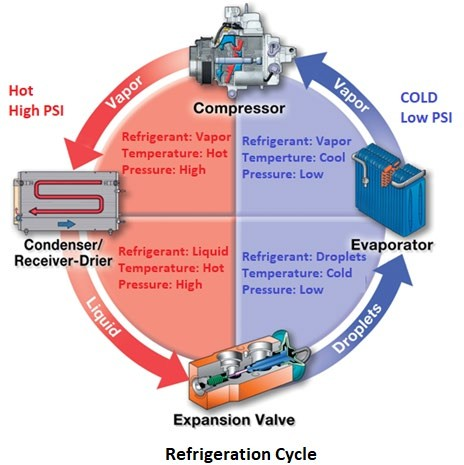 Hot
High PSI
Vapor
Compressor
Vapor
COLD
Low PSI
Refrigerant: Vapor
Temperature: Hot
Pressure: High
Refrigerant: Vapor
Temperture: Cool
Pressure: Low
Condenser/
Receiver-Drier
Evaporator
Refrigerant: Liquid
Temperature: Hot
Pressure: High
Refrigerant: Droplets
Temperature: Cold
Pressure: Low
Liquid
Droplets
Expansion Valve
Refrigeration Cycle